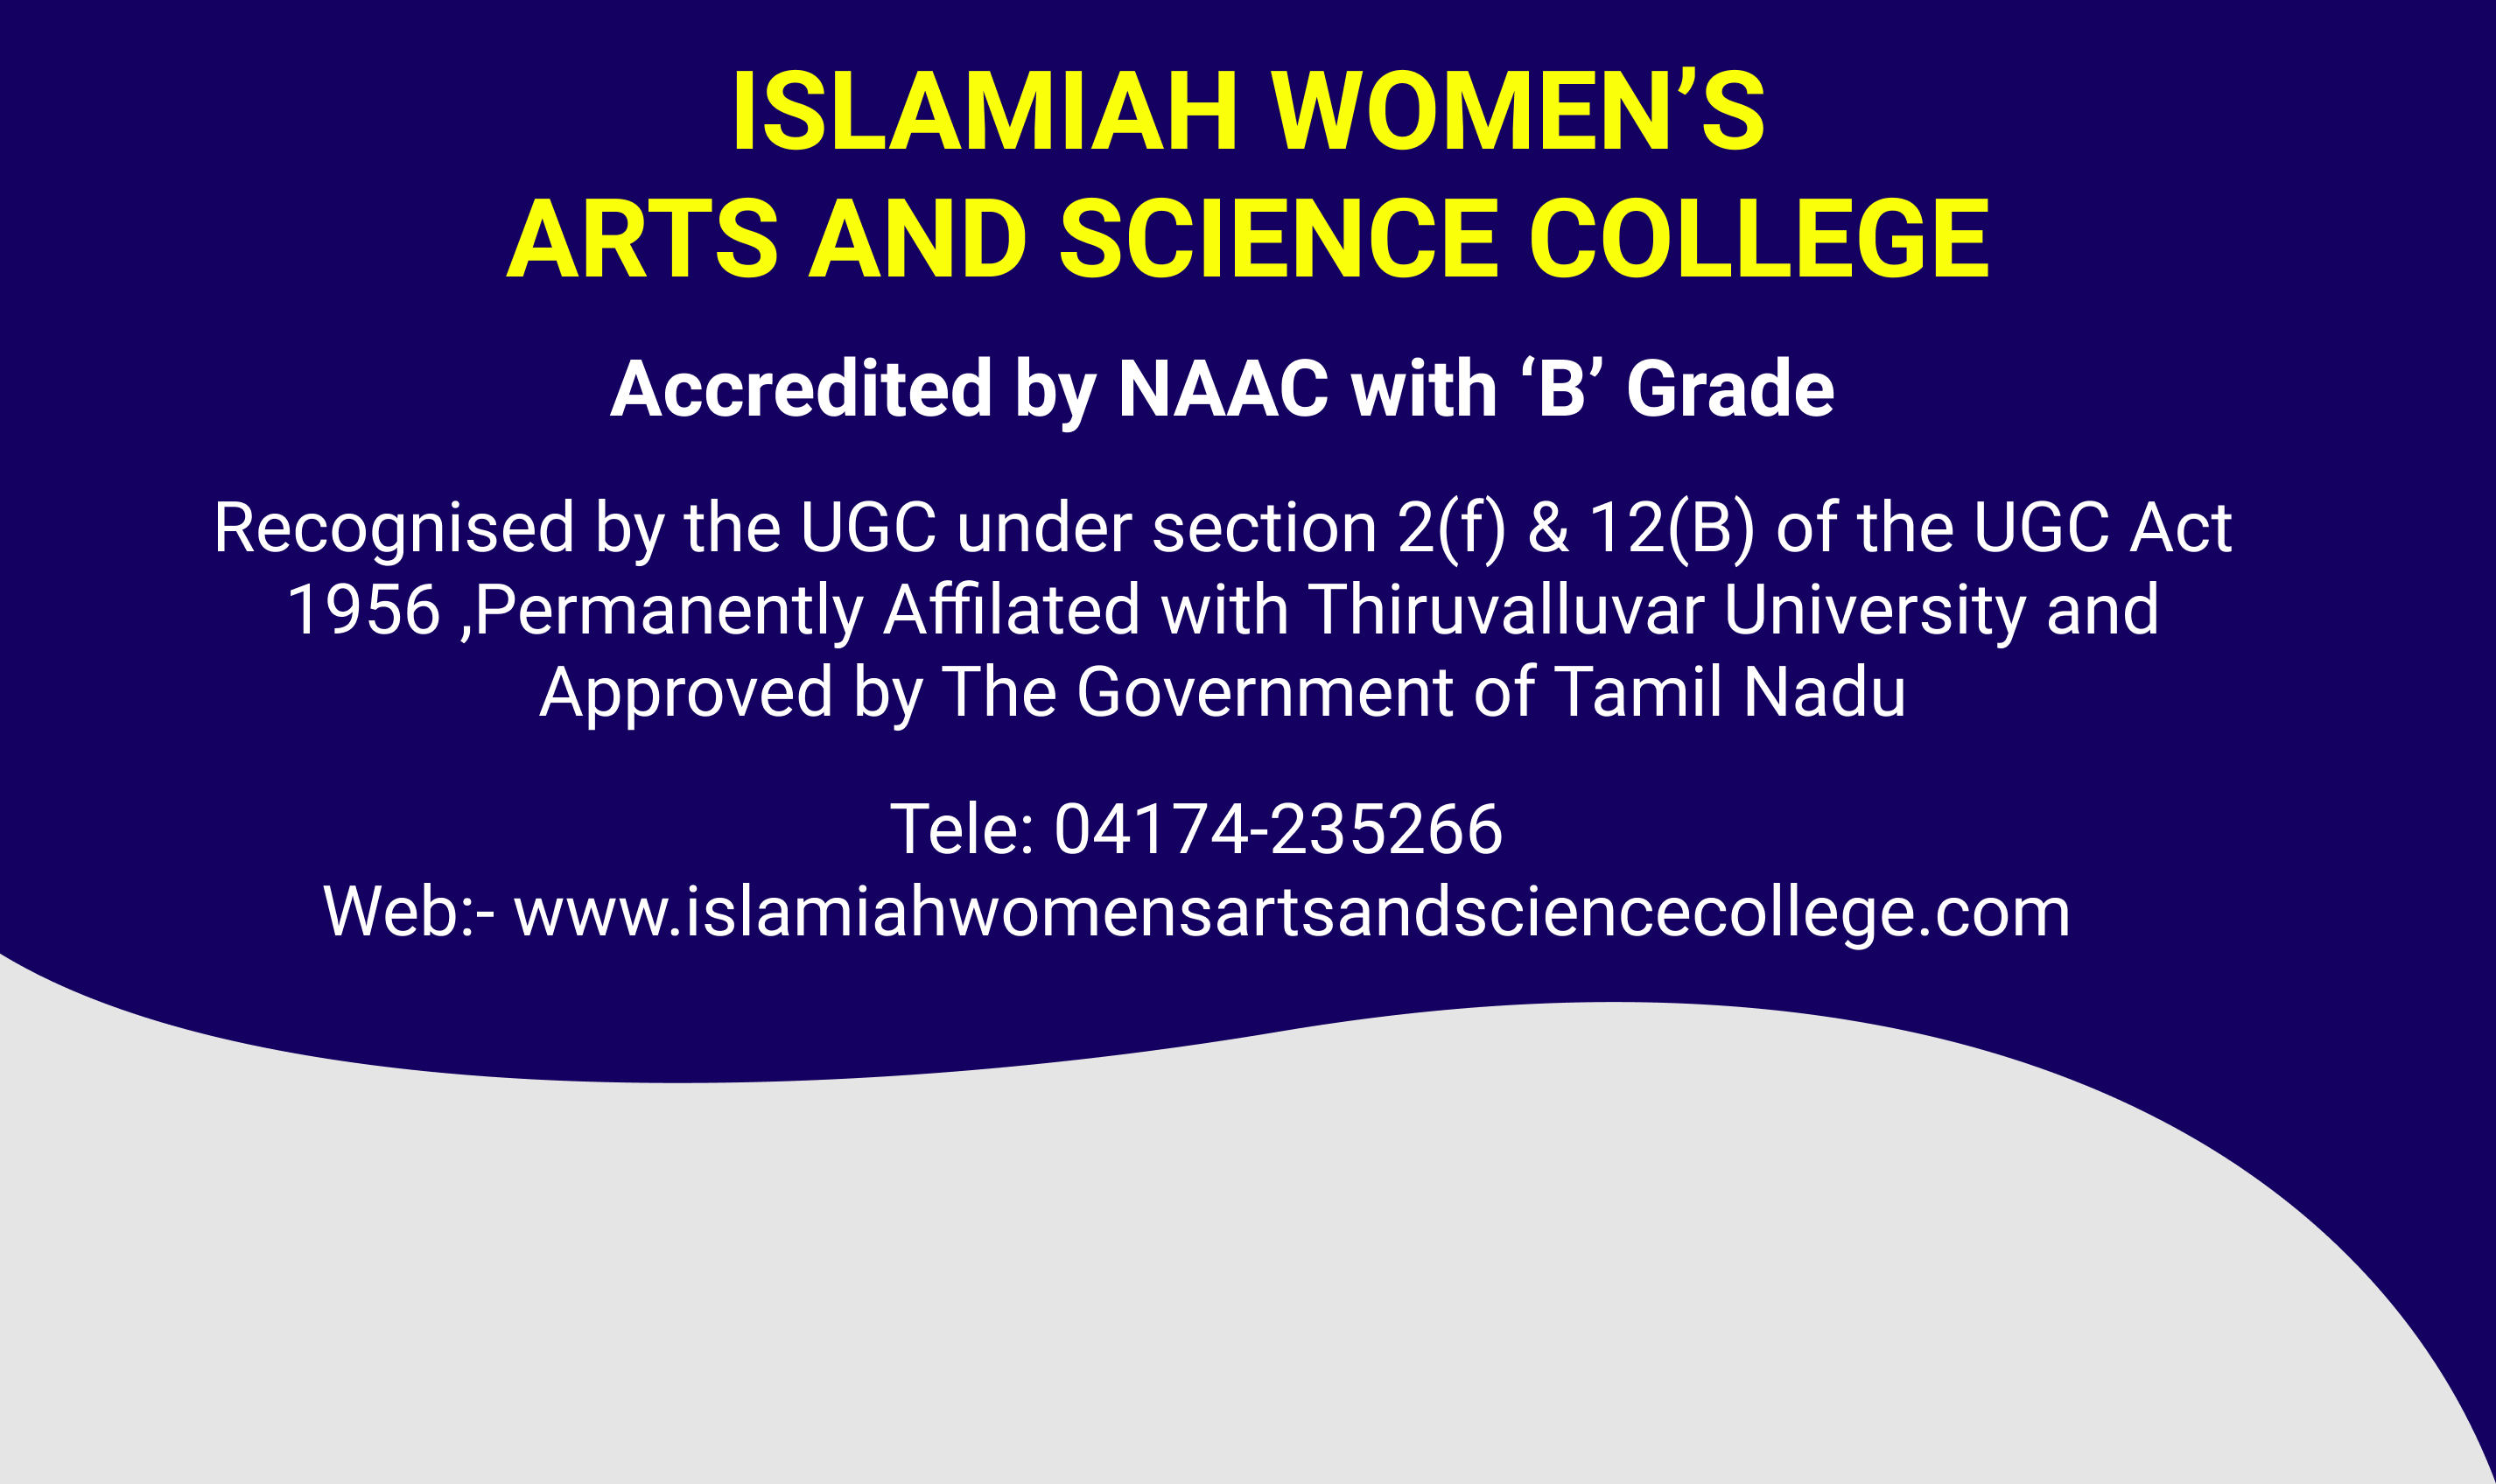 ISLAMIAH WOMEN’S
ARTS AND SCIENCE COLLEGE
Accredited by NAAC with ‘B’ Grade
Recognised by the UGC under section 2(f) & 12(B) of the UGC Act
1956 ,Permanently Affilated with Thiruvalluvar University and
Approved by The Government of Tamil Nadu
Tele: 04174-235266
Web:- www.islamiahwomensartsandsciencecollege.com